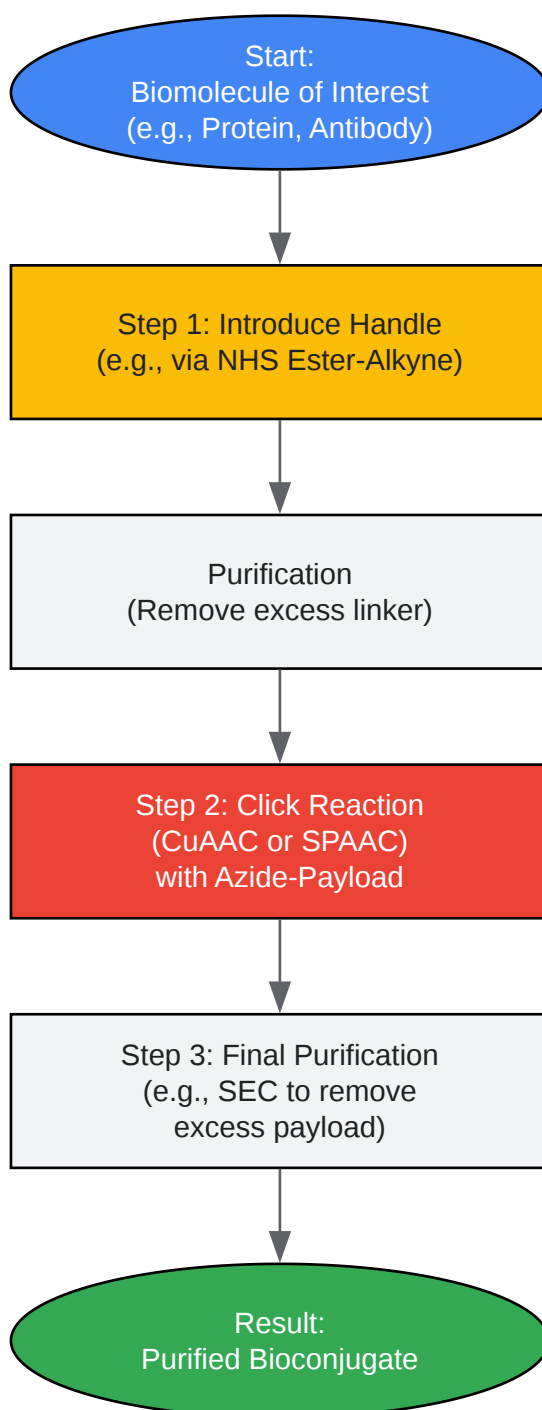 Start:
Biomolecule of Interest
(e.g., Protein, Antibody)
Step 1: Introduce Handle
(e.g., via NHS Ester-Alkyne)
Purification
(Remove excess linker)
Step 2: Click Reaction
(CuAAC or SPAAC)
with Azide-Payload
Step 3: Final Purification
(e.g., SEC to remove
excess payload)
Result:
Purified Bioconjugate